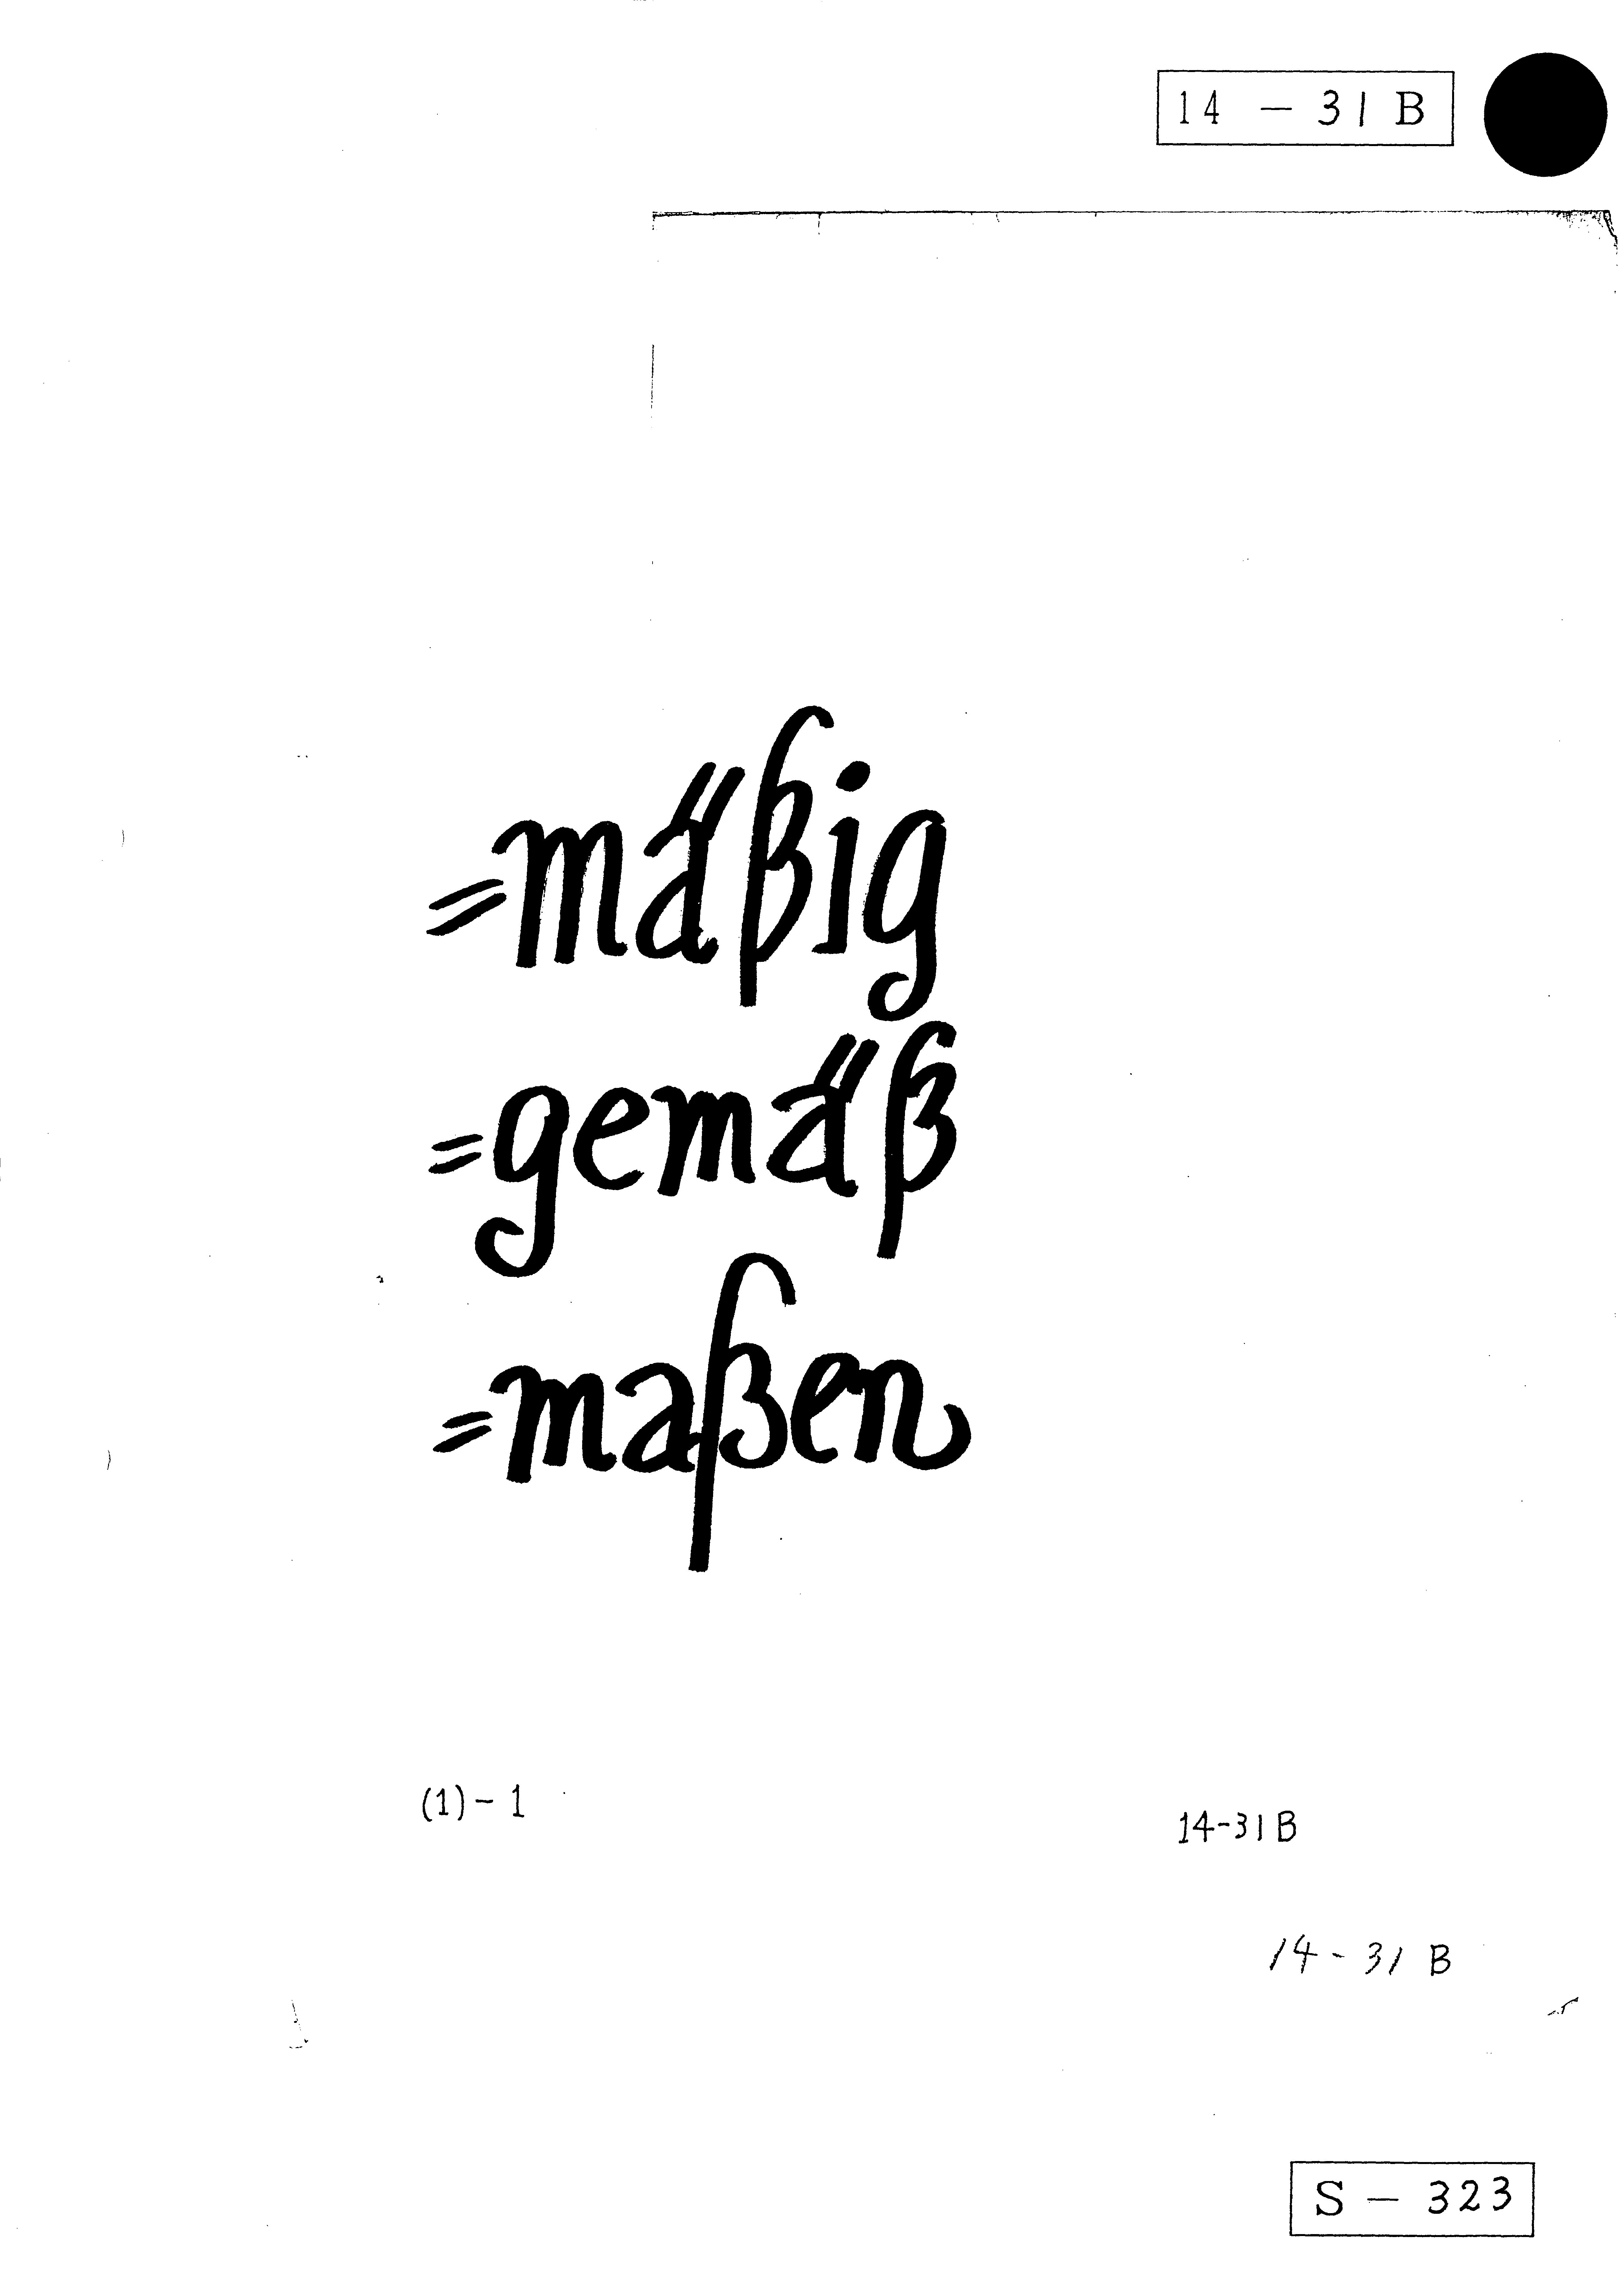 14 - 31 B
=mäßig
=gemäß
=maßen
(1)- 1
14-31B
14 - 31 B
S - 323